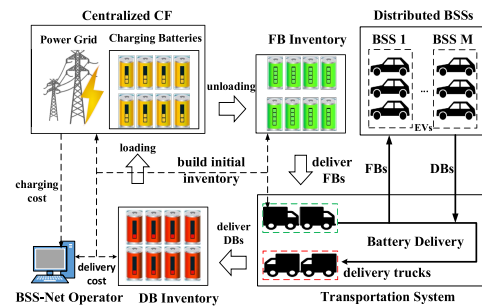 Centralized CF
Power Grid
Charging Batteries
FB Inventory
Distributed BSSs
BSS 1
BSS M
...
EVs
unloading
loading
build initial
inventory
deliver
FBs
FBs
DBs
charging
cost
delivery
cost
deliver
DBs
Battery Delivery
delivery trucks
BSS-Net Operator
DB Inventory
Transportation System